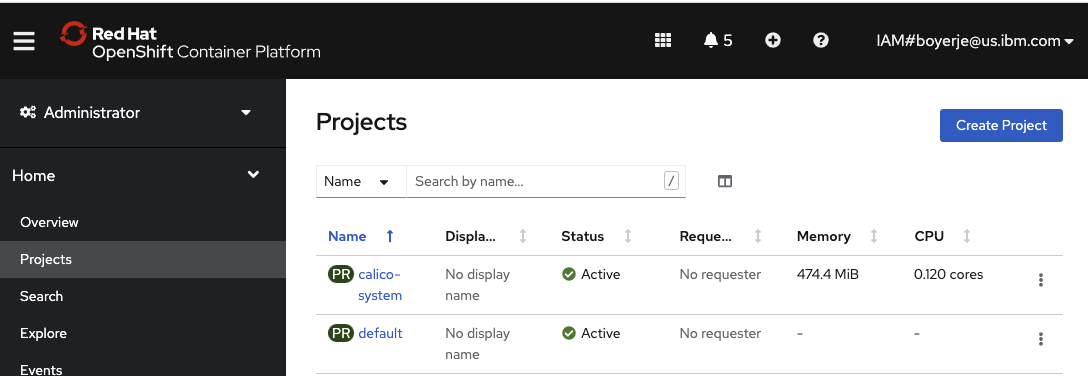 Red Hat
OpenShift Container Platform
5
IAM#boyerje@us.ibm.com
Administrator
Home
Overview
Projects
Search
Explore
Events
Projects
Create Project
Name
Search by name...
/
Name Displa... Status Reque... Memory CPU
PR calico-system No display name Active No requester 474.4 MiB 0.120 cores
PR default No display name Active No requester - -